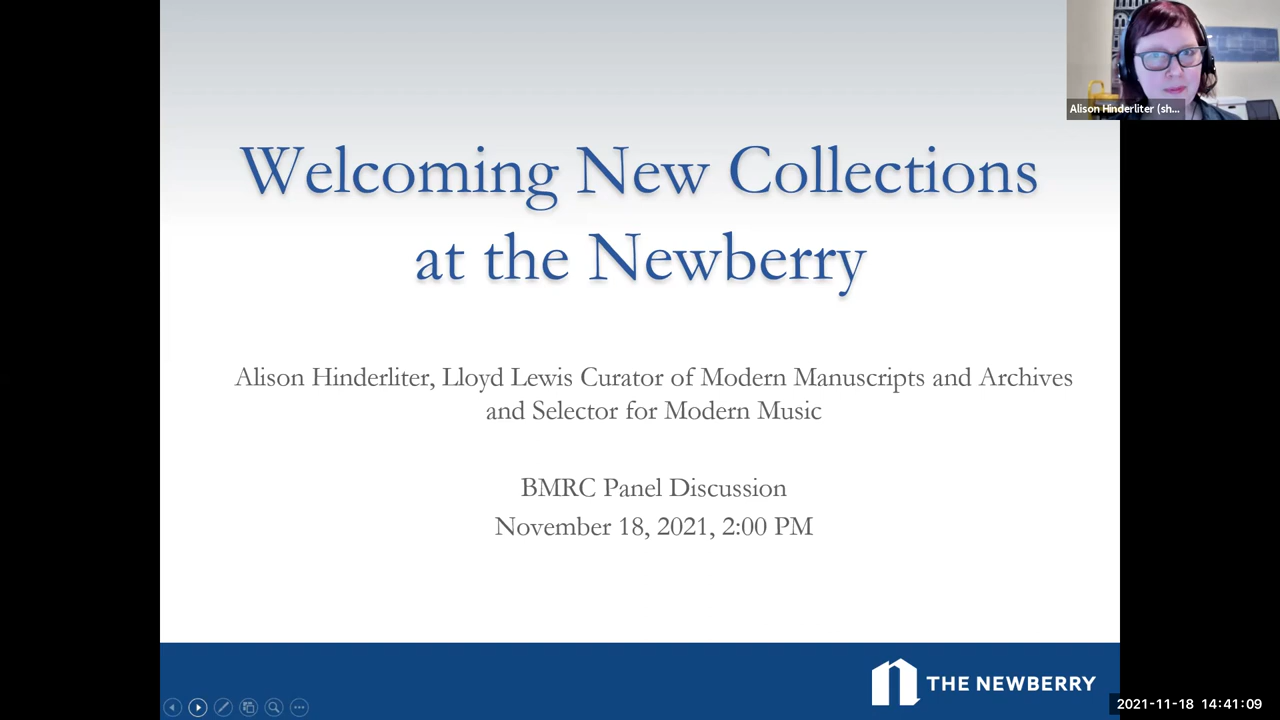 Alison Hinderliter (sh...
Welcoming New Collections
at the Newberry
Alison Hinderliter, Lloyd Lewis Curator of Modern Manuscripts and Archives
and Selector for Modern Music
BMRC Panel Discussion
November 18, 2021, 2:00 PM
THE NEWBERRY
2021-11-18 14:41:09